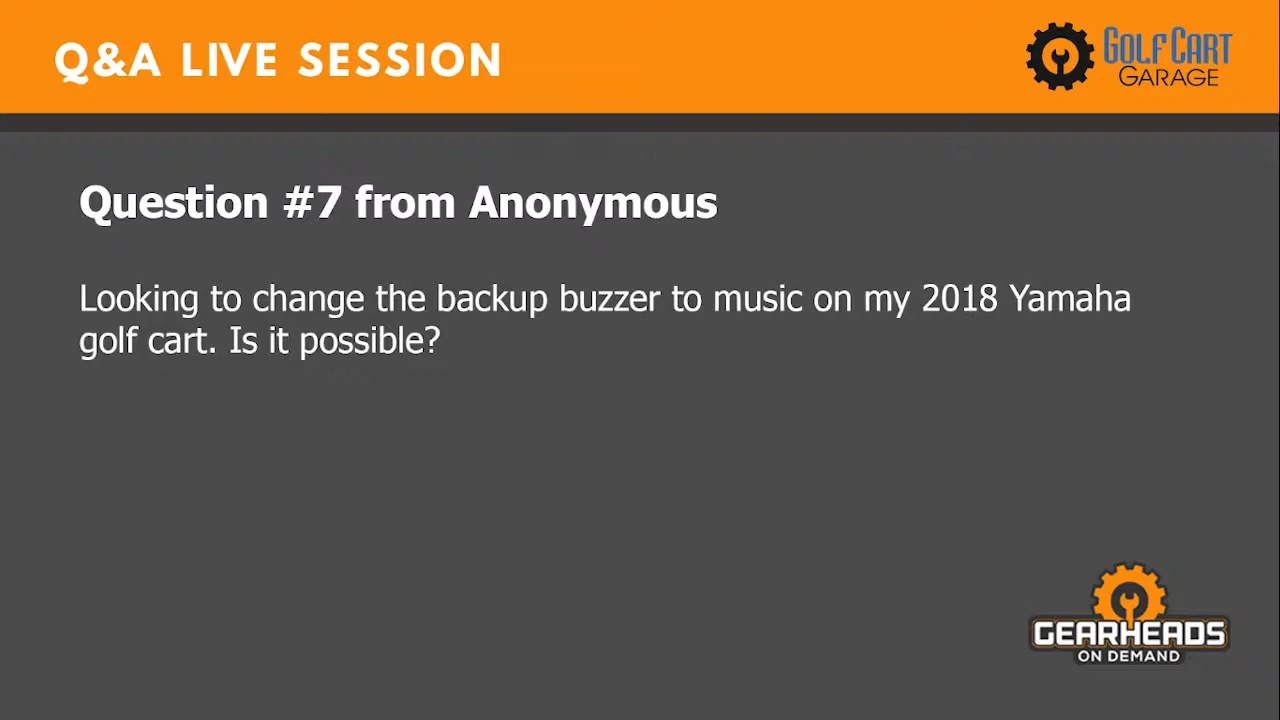 Q&A LIVE SESSION
GOLF CART
GARAGE
Question #7 from Anonymous
Looking to change the backup buzzer to music on my 2018 Yamaha
golf cart. Is it possible?
GEARHEADS
ON DEMAND